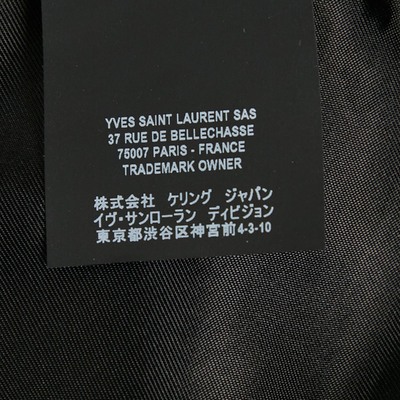 YVES SAINT LAURENT SAS
37 RUE DE BELLECHASSE
75007 PARIS - FRANCE
TRADEMARK OWNER
株式会社 ケリング ジャパン
イヴ・サンローラン ディビジョン
東京都渋谷区神宮前4-3-10